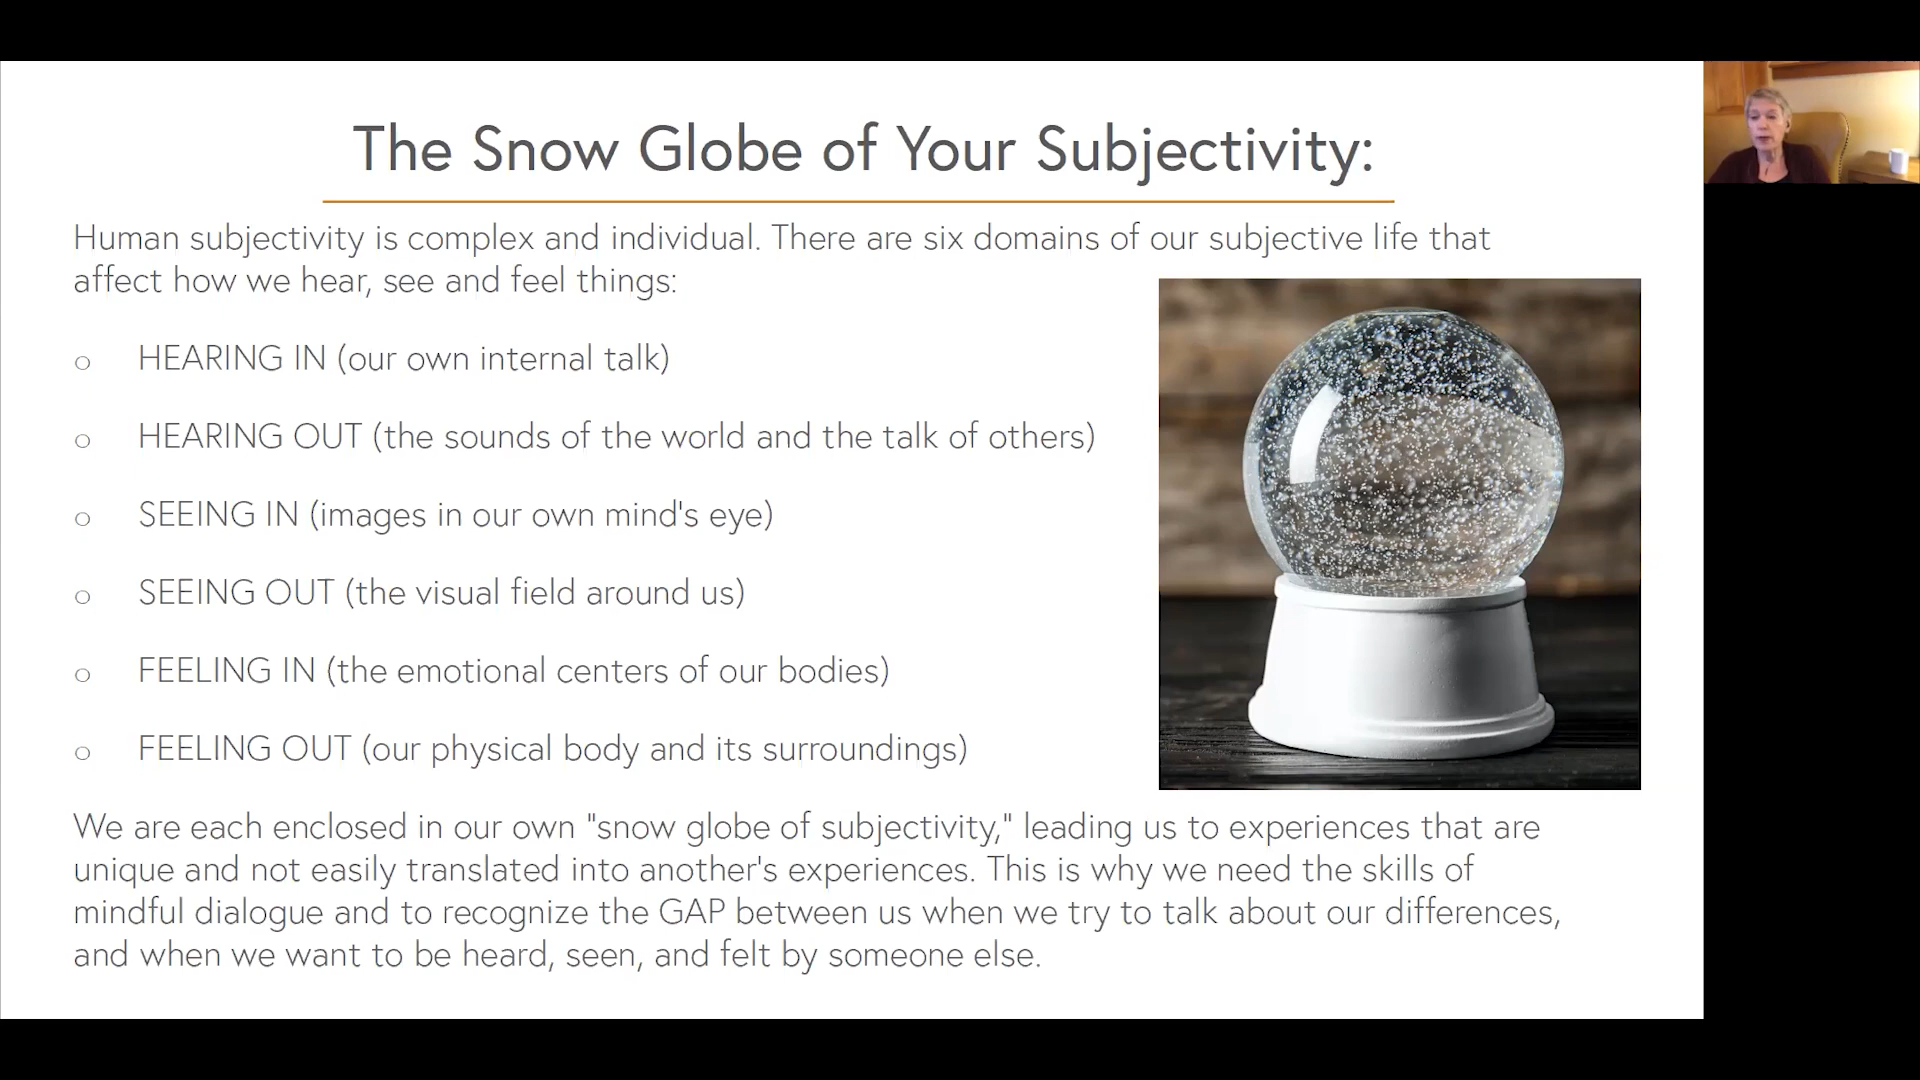 The Snow Globe of Your Subjectivity:
Human subjectivity is complex and individual. There are six domains of our subjective life that
affect how we hear, see and feel things:
o HEARING IN (our own internal talk)
o HEARING OUT (the sounds of the world and the talk of others)
o SEEING IN (images in our own mind's eye)
o SEEING OUT (the visual field around us)
o FEELING IN (the emotional centers of our bodies)
o FEELING OUT (our physical body and its surroundings)
We are each enclosed in our own "snow globe of subjectivity," leading us to experiences that are
unique and not easily translated into another's experiences. This is why we need the skills of
mindful dialogue and to recognize the GAP between us when we try to talk about our differences,
and when we want to be heard, seen, and felt by someone else.